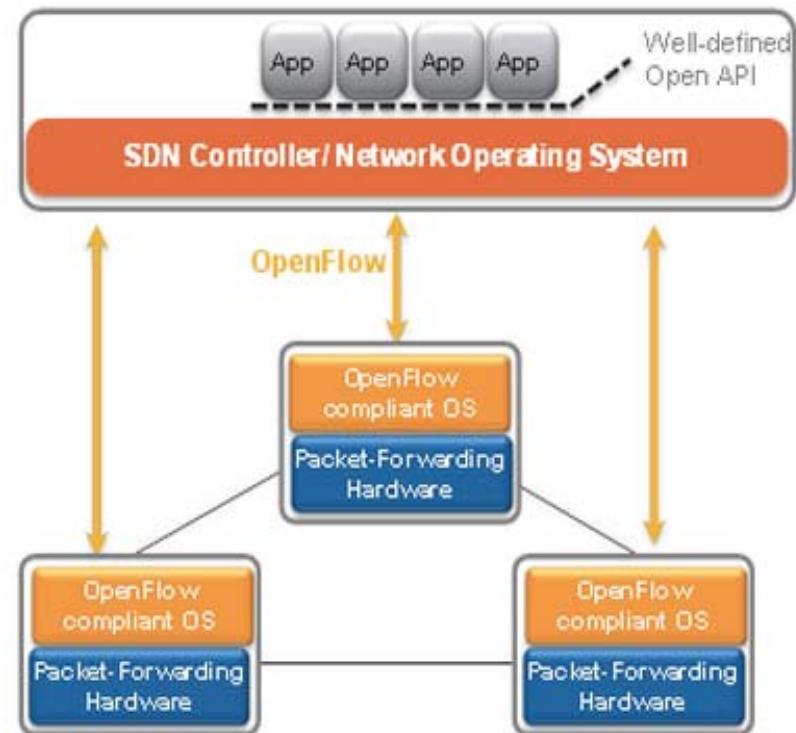 App App App App
Well-defined
Open API
SDN Controller/ Network Operating System
OpenFlow
OpenFlow
compliant OS
Packet-Forwarding
Hardware
OpenFlow
compliant OS
Packet-Forwarding
Hardware
OpenFlow
compliant OS
Packet-Forwarding
Hardware